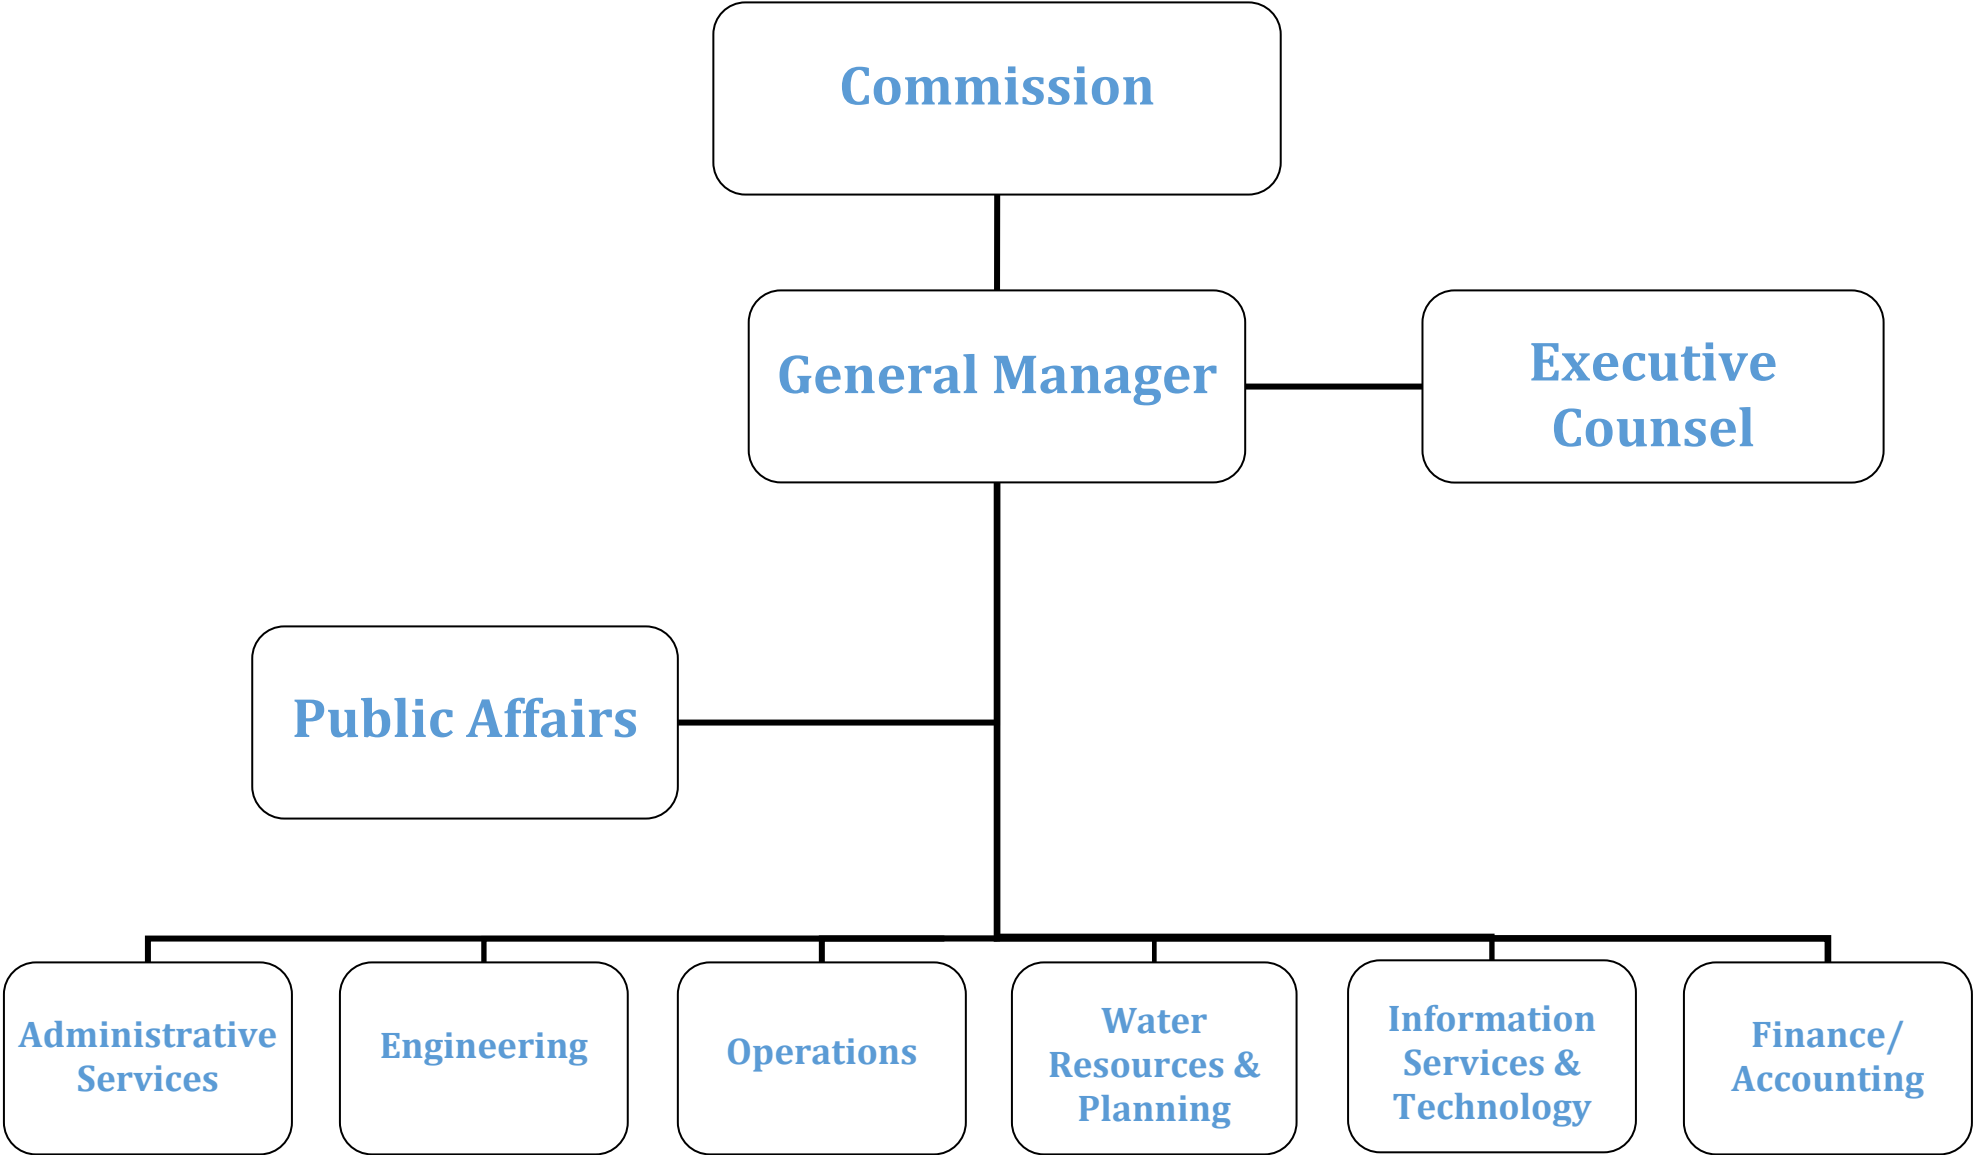 Commission
General Manager
Executive
Counsel
Public Affairs
Administrative
Services
Engineering
Operations
Water
Resources &
Planning
Information
Services &
Technology
Finance/
Accounting